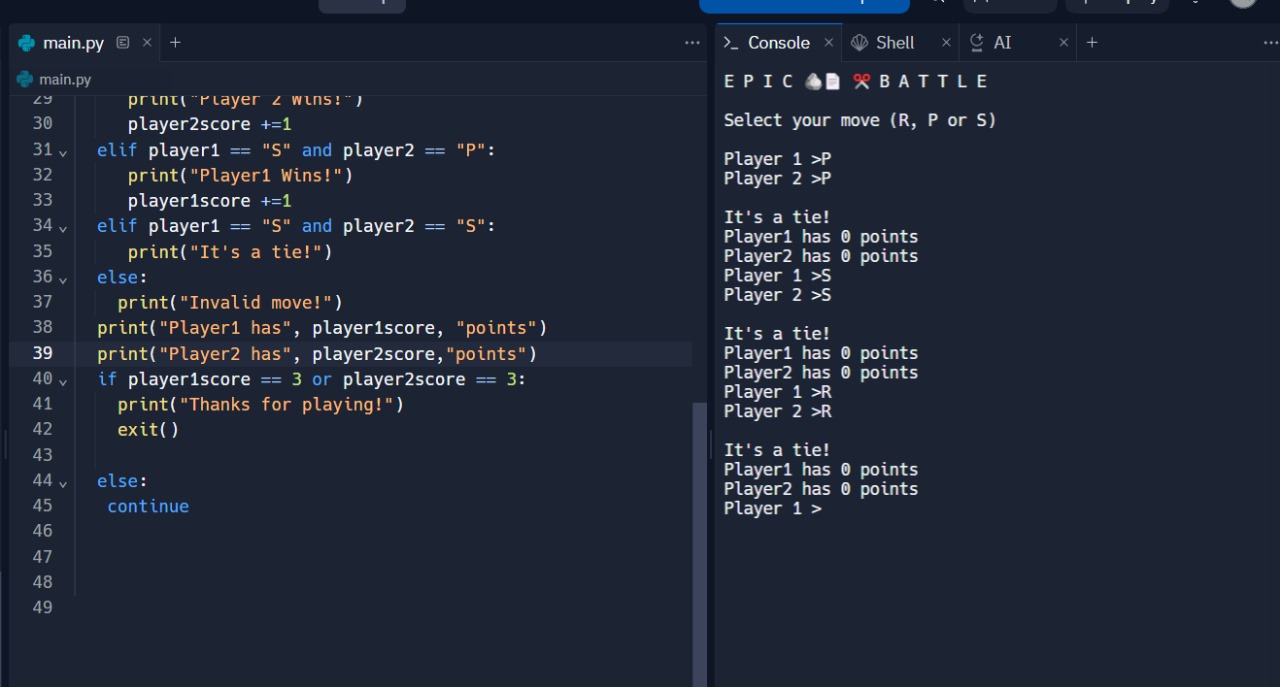 main.py
main.py
29 print("Player 2 Wins!")
30 player2score +=1
31 elif player1 == "S" and player2 == "P":
32 print("Player1 Wins!")
33 player1score +=1
34 elif player1 == "S" and player2 == "S":
35 print("It's a tie!")
36 else:
37 print("Invalid move!")
38 print("Player1 has", player1score, "points")
39 print("Player2 has", player2score,"points")
40 if player1score == 3 or player2score == 3:
41 print("Thanks for playing!")
42 exit()
43
44 else:
45 continue
46
47
48
49
Console Shell AI
E P I C 🪨📄 ✂️ B A T T L E
Select your move (R, P or S)
Player 1 >P
Player 2 >P
It's a tie!
Player1 has 0 points
Player2 has 0 points
Player 1 >S
Player 2 >S
It's a tie!
Player1 has 0 points
Player2 has 0 points
Player 1 >R
Player 2 >R
It's a tie!
Player1 has 0 points
Player2 has 0 points
Player 1 >